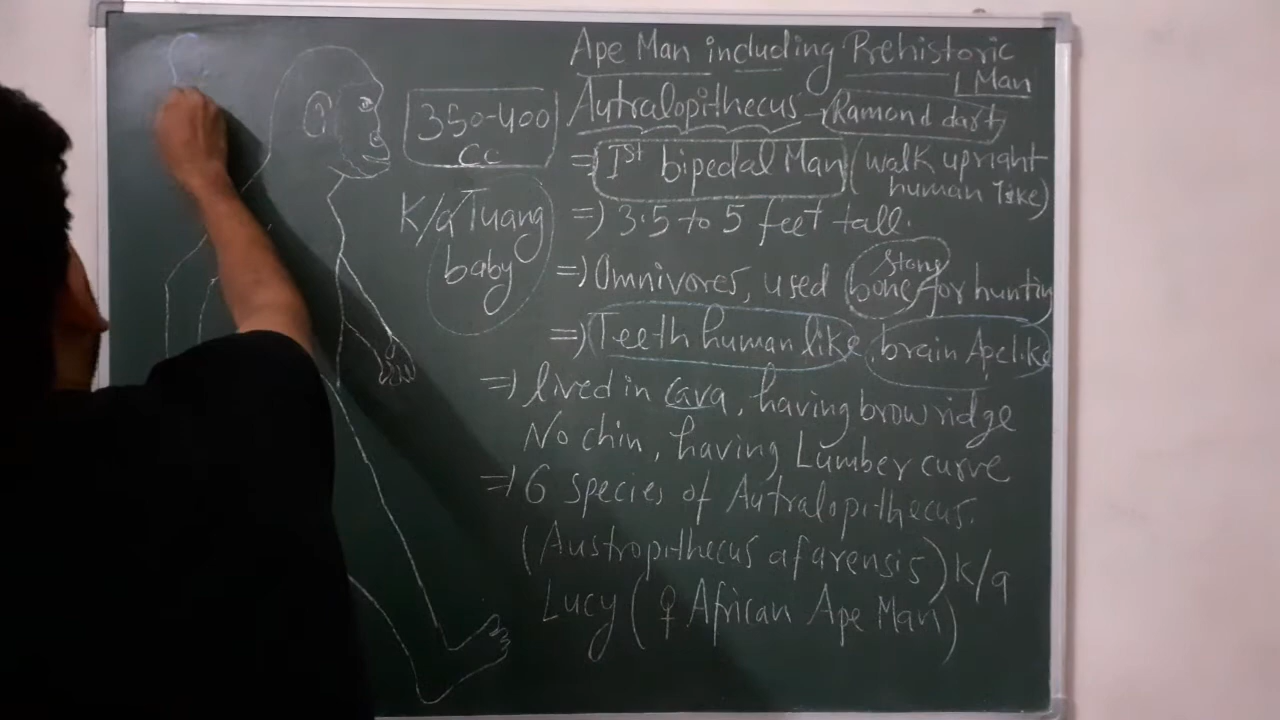 Ape Man including Prehistoric
Man
Autralopithecus - Ramond dart
350-400
cc
=> Ist bipedal Man (walk upright
human like)
K/a Tuang
baby
=> 3.5 to 5 feet tall.
=> Omnivores, used stone
bone for hunting
=> Teeth human like, brain Apelike
=> lived in cava, having brow ridge
No chin, having Lumber curve
=> 6 species of Autralopithecus.
(Austropithecus afarensis) K/a
Lucy (♀ African Ape Man)